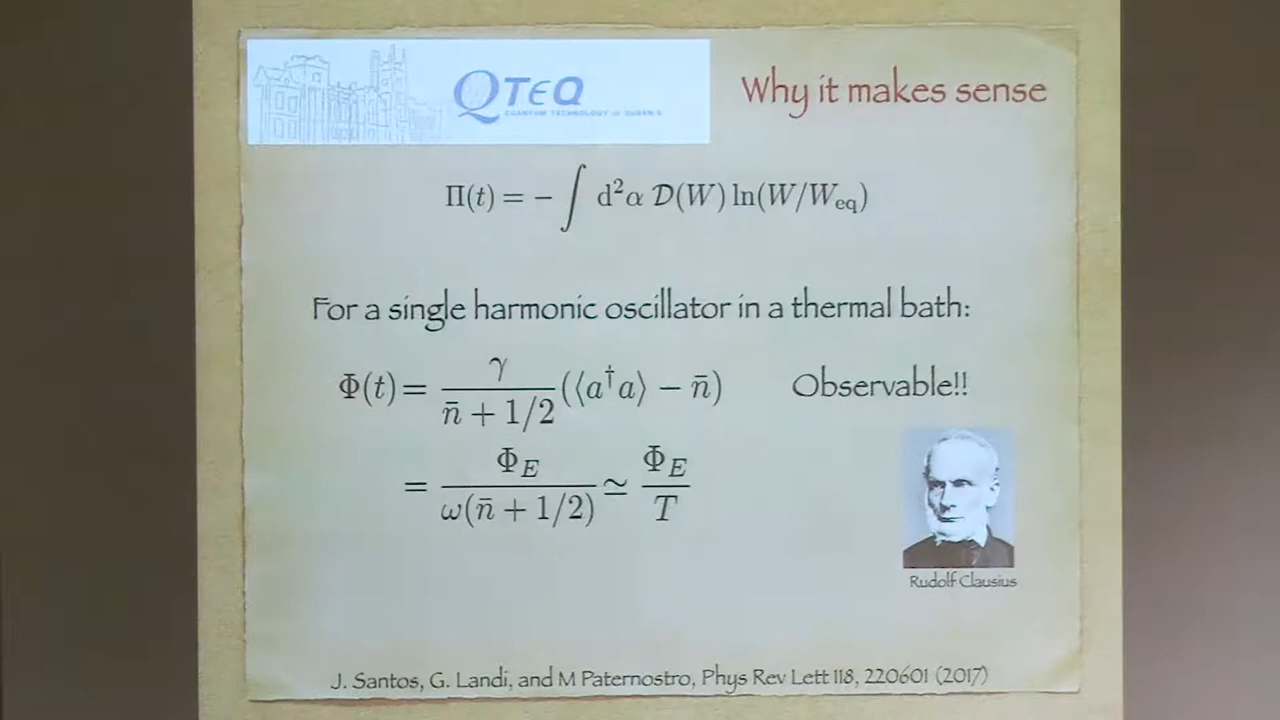 QTEQ
QUANTUM TECHNOLOGY at QUEEN'S
Why it makes sense
Π(t) = − ∫ d²α 𝒟(W) ln(W/W_eq)
For a single harmonic oscillator in a thermal bath:
Φ(t) = γ / (n̄ + 1/2) (⟨a†a⟩ − n̄) Observable!!
= Φ_E / (ω(n̄ + 1/2)) ≃ Φ_E / T
Rudolf Clausius
J. Santos, G. Landi, and M Paternostro, Phys Rev Lett 118, 220601 (2017)